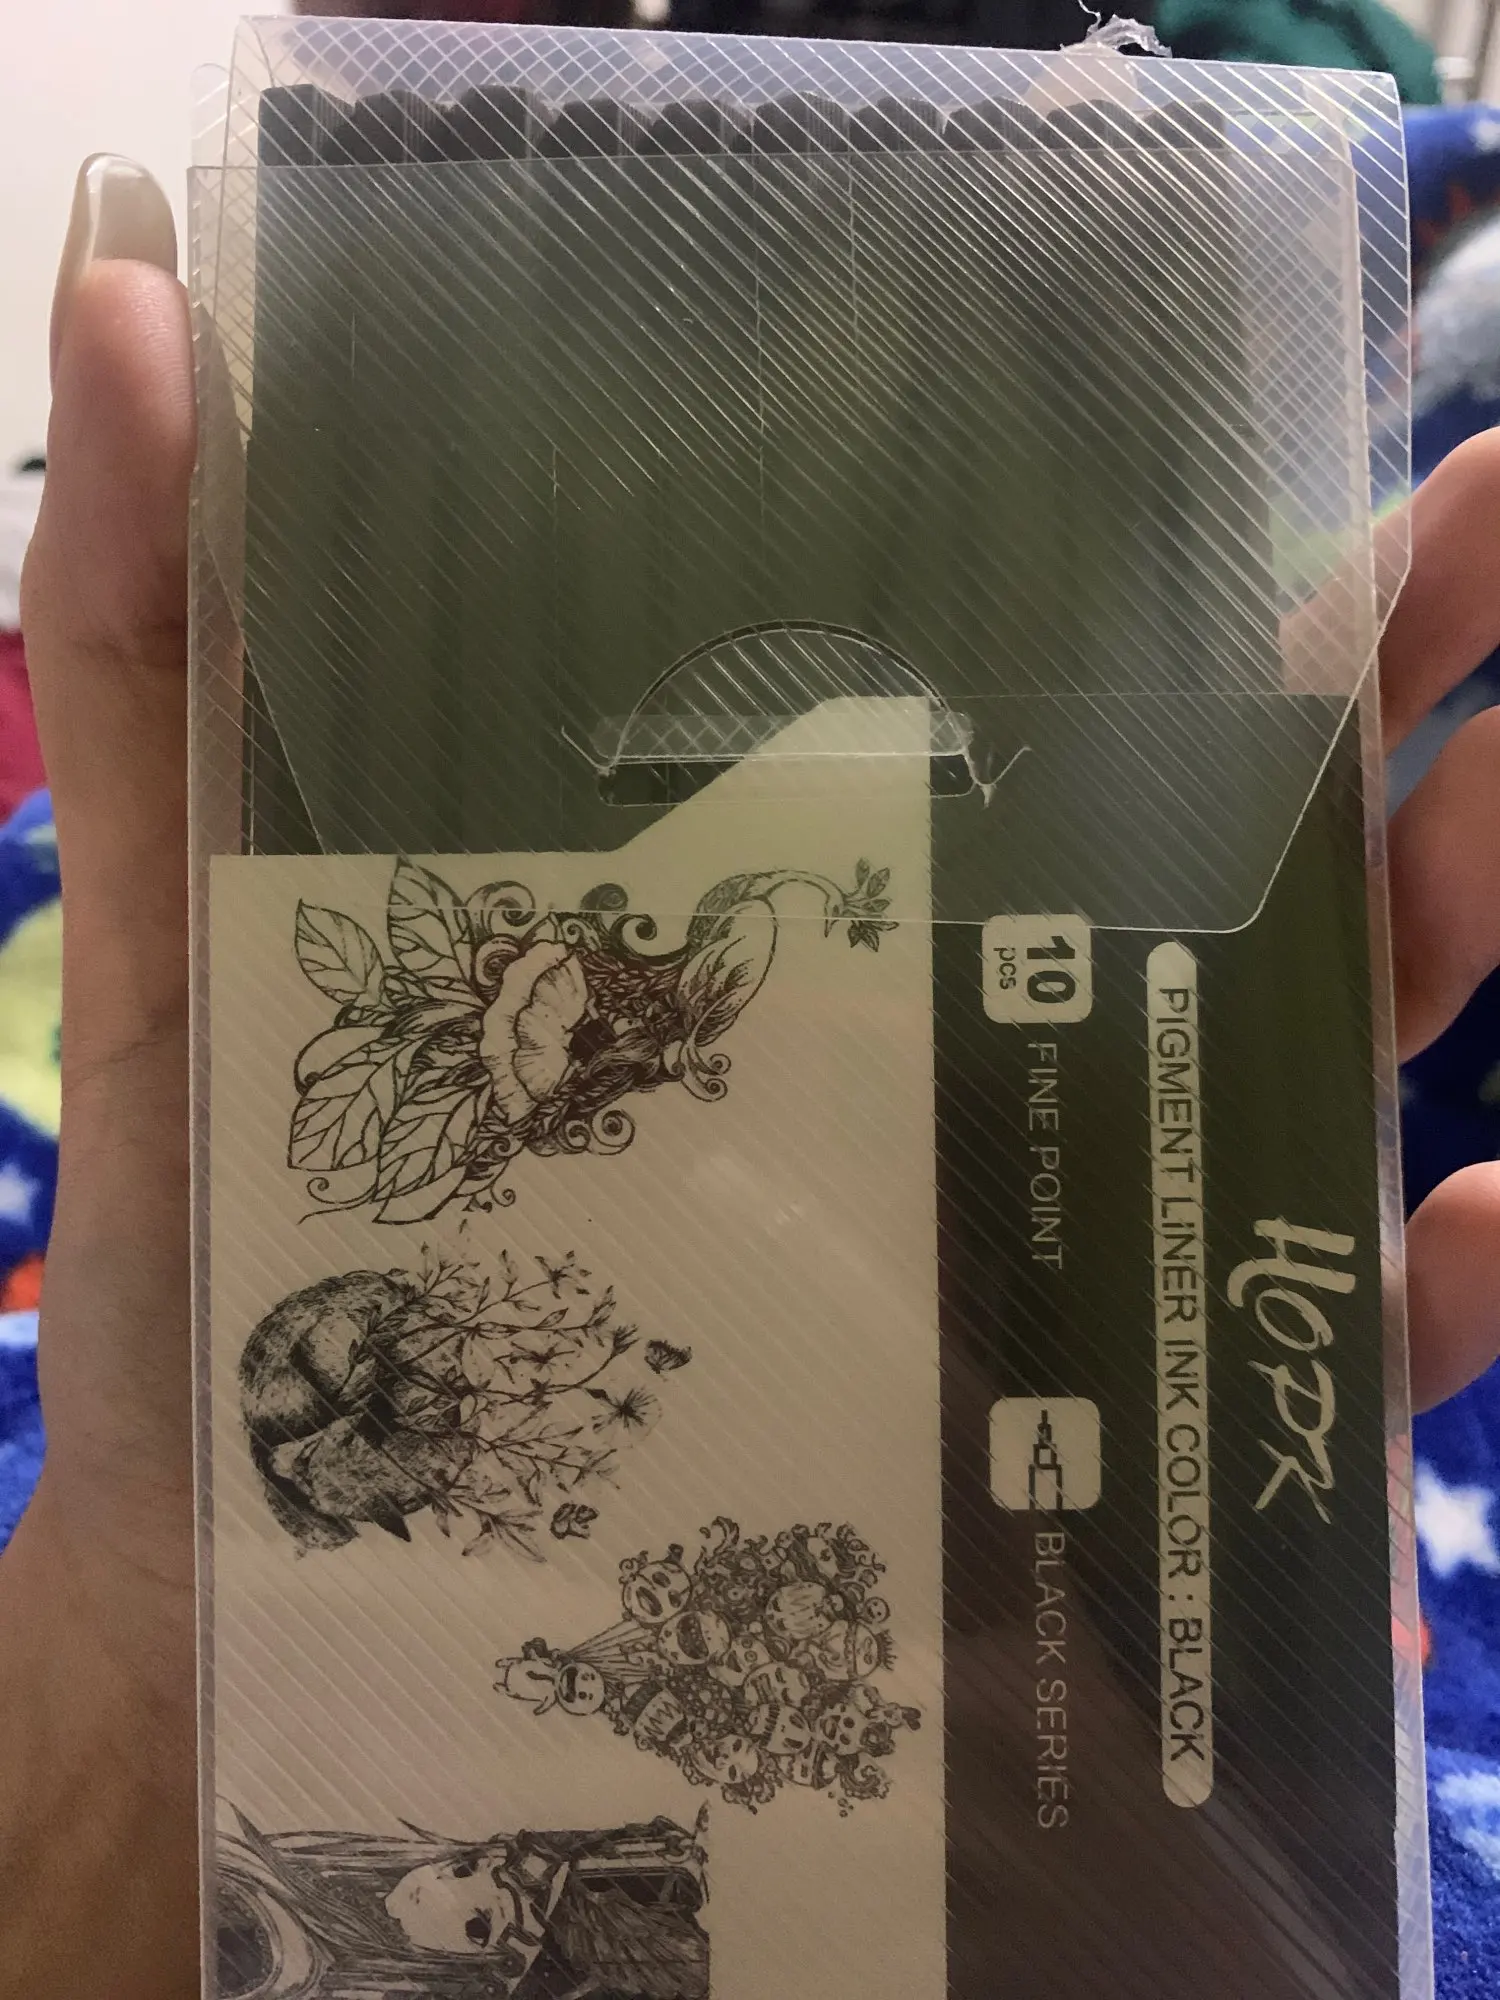 HOPK
PIGMENT LINER INK COLOR : BLACK
10
pcs
FINE POINT
BLACK SERIES